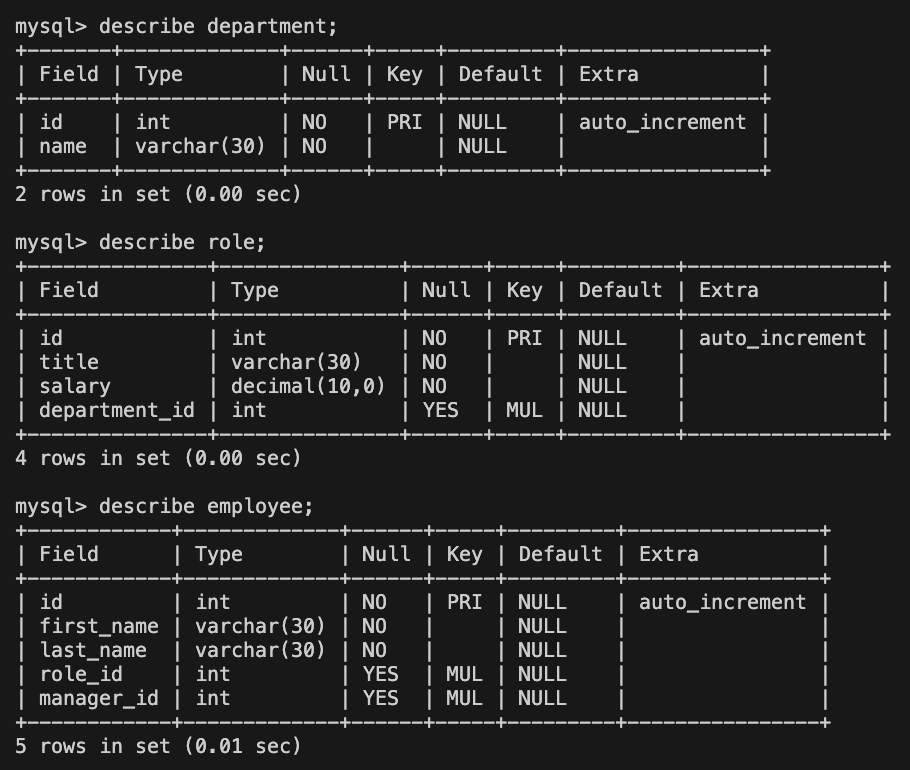 mysql> describe department;
+-------+-------------+------+-----+---------+----------------+
| Field | Type        | Null | Key | Default | Extra          |
+-------+-------------+------+-----+---------+----------------+
| id    | int         | NO   | PRI | NULL    | auto_increment |
| name  | varchar(30) | NO   |     | NULL    |                |
+-------+-------------+------+-----+---------+----------------+
2 rows in set (0.00 sec)

mysql> describe role;
+---------------+---------------+------+-----+---------+----------------+
| Field         | Type          | Null | Key | Default | Extra          |
+---------------+---------------+------+-----+---------+----------------+
| id            | int           | NO   | PRI | NULL    | auto_increment |
| title         | varchar(30)   | NO   |     | NULL    |                |
| salary        | decimal(10,0) | NO   |     | NULL    |                |
| department_id | int           | YES  | MUL | NULL    |                |
+---------------+---------------+------+-----+---------+----------------+
4 rows in set (0.00 sec)

mysql> describe employee;
+------------+-------------+------+-----+---------+----------------+
| Field      | Type        | Null | Key | Default | Extra          |
+------------+-------------+------+-----+---------+----------------+
| id         | int         | NO   | PRI | NULL    | auto_increment |
| first_name | varchar(30) | NO   |     | NULL    |                |
| last_name  | varchar(30) | NO   |     | NULL    |                |
| role_id    | int         | YES  | MUL | NULL    |                |
| manager_id | int         | YES  | MUL | NULL    |                |
+------------+-------------+------+-----+---------+----------------+
5 rows in set (0.01 sec)